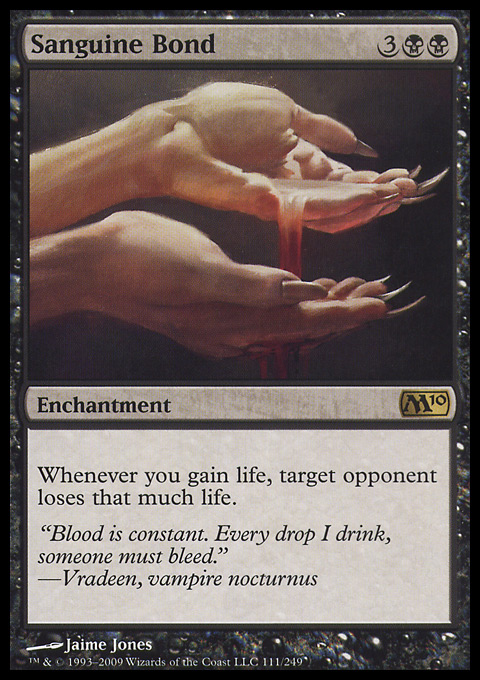 Sanguine Bond 3
Enchantment M10
Whenever you gain life, target opponent
loses that much life.
“Blood is constant. Every drop I drink,
someone must bleed.”
—Vradeen, vampire nocturnus
Jaime Jones
™ & © 1993–2009 Wizards of the Coast LLC 111/249